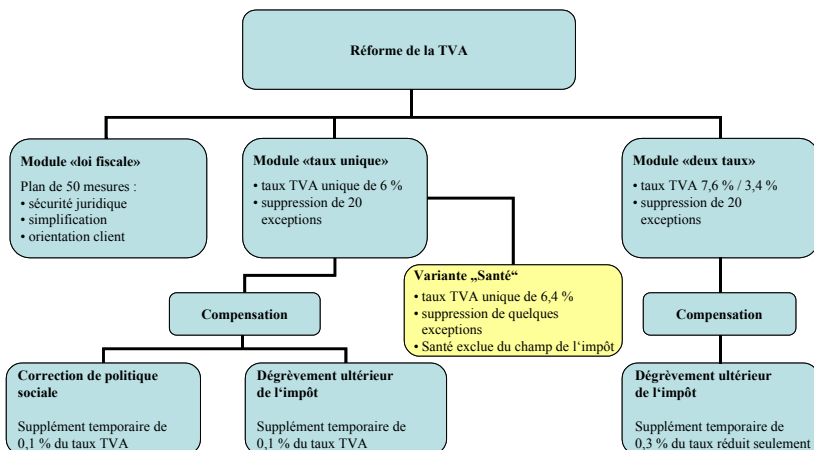 Réforme de la TVA
Module «loi fiscale»
Plan de 50 mesures :
• sécurité juridique
• simplification
• orientation client
Module «taux unique»
• taux TVA unique de 6 %
• suppression de 20
exceptions
Module «deux taux»
• taux TVA 7,6 % / 3,4 %
• suppression de 20
exceptions
Variante „Santé“
• taux TVA unique de 6,4 %
• suppression de quelques
exceptions
• Santé exclue du champ de l‘impôt
Compensation
Compensation
Correction de politique
sociale
Supplément temporaire de
0,1 % du taux TVA
Dégrèvement ultérieur
de l‘impôt
Supplément temporaire de
0,1 % du taux TVA
Dégrèvement ultérieur
de l‘impôt
Supplément temporaire de
0,3 % du taux réduit seulement